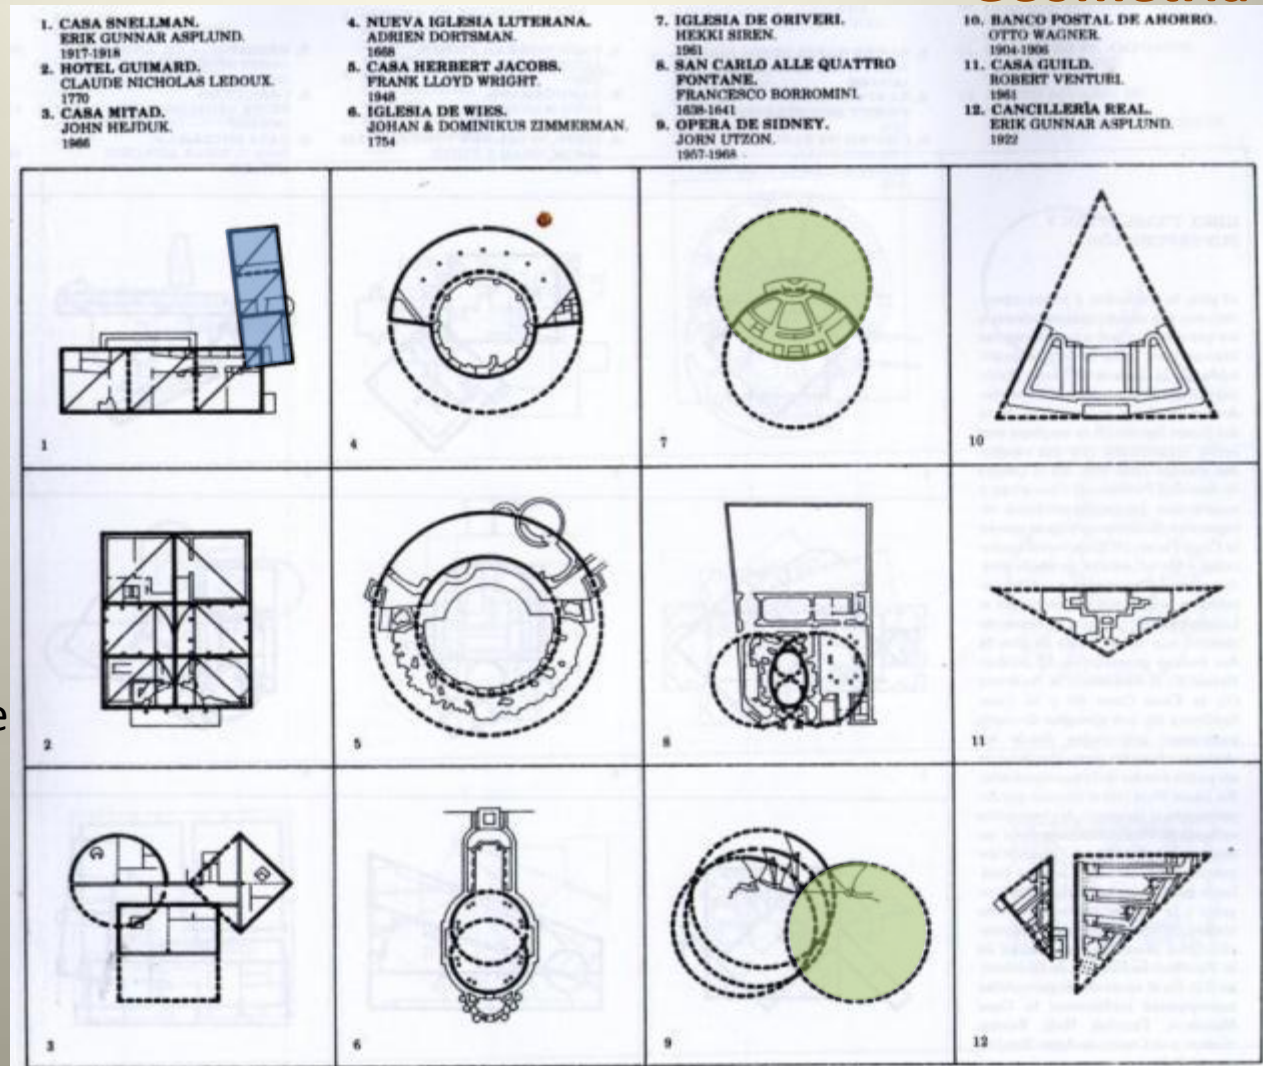 1. CASA SNELLMAN.
ERIK GUNNAR ASPLUND.
1917-1918
2. HOTEL GUIMARD.
CLAUDE NICHOLAS LEDOUX.
1770
3. CASA MITAD.
JOHN HEJDUK.
1966
4. NUEVA IGLESIA LUTERANA.
ADRIEN DORTSMAN.
1668
5. CASA HERBERT JACOBS.
FRANK LLOYD WRIGHT.
1948
6. IGLESIA DE WIES.
JOHAN & DOMINIKUS ZIMMERMAN.
1754
7. IGLESIA DE ORIVERI.
HEKKI SIREN.
1961
8. SAN CARLO ALLE QUATTRO
FONTANE.
FRANCESCO BORROMINI.
1638-1641
9. OPERA DE SIDNEY.
JORN UTZON.
1957-1968
10. BANCO POSTAL DE AHORRO.
OTTO WAGNER.
1904-1906
11. CASA GUILD.
ROBERT VENTURI.
1961
12. CANCILLERÌA REAL.
ERIK GUNNAR ASPLUND.
1922
1
4
7
10
2
5
8
11
3
6
9
12